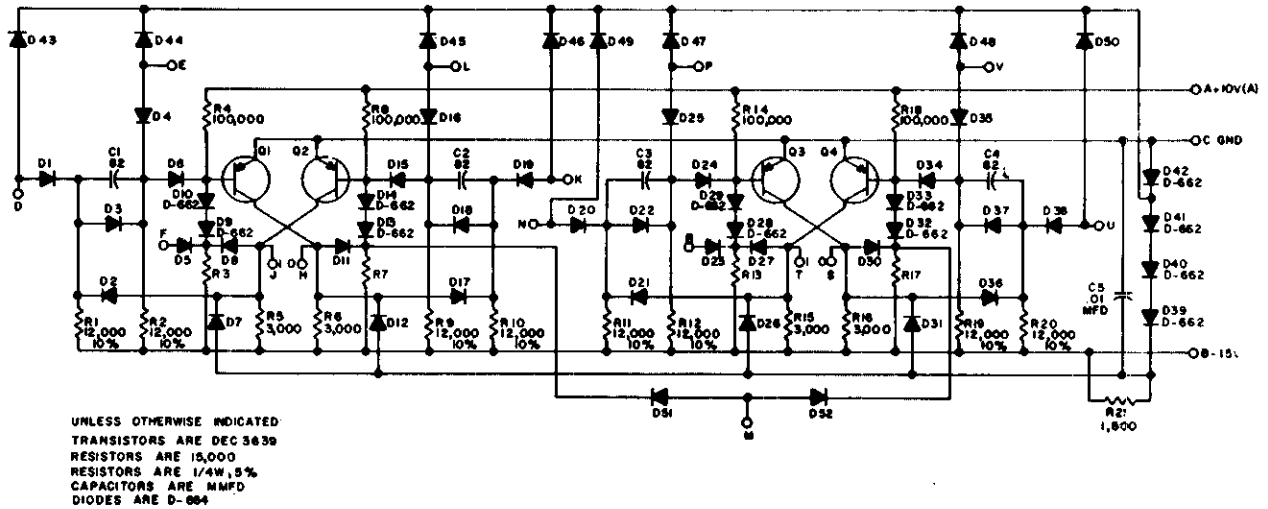 D43
D44
E
D45
L
D46
D49
D47
P
D48
V
D50
D4
R4
100,000
R8
100,000
D16
D25
R14
100,000
R18
100,000
D35
A+10V(A)
C GND
D1
C1
82
D6
Q1
Q2
D15
C2
82
D19
K
C3
82
D24
Q3
Q4
D34
C4
82
D42
D-662
D
D3
D10
D-662
D14
D-662
D18
N
D20
D22
D29
D-662
D33
D-662
D37
D38
U
D41
D-662
F
D9
D-662
D13
D-662
D28
D-662
D32
D-662
D5
D8
R3
1
J
0
H
D11
R7
D23
D27
R13
1
T
0
S
D30
R17
D40
D-662
D2
D17
D21
D36
C5
.01
MFD
D39
D-662
R1
12,000
10%
R2
12,000
10%
D7
R5
3,000
R6
3,000
D12
R9
12,000
10%
R10
12,000
10%
R11
12,000
10%
R12
12,000
10%
D26
R15
3,000
R16
3,000
D31
R19
12,000
10%
R20
12,000
10%
B-15V
D51
D52
M
R21
1,500
UNLESS OTHERWISE INDICATED
TRANSISTORS ARE DEC 3639
RESISTORS ARE 15,000
RESISTORS ARE 1/4W, 5%
CAPACITORS ARE MMFD
DIODES ARE D-664